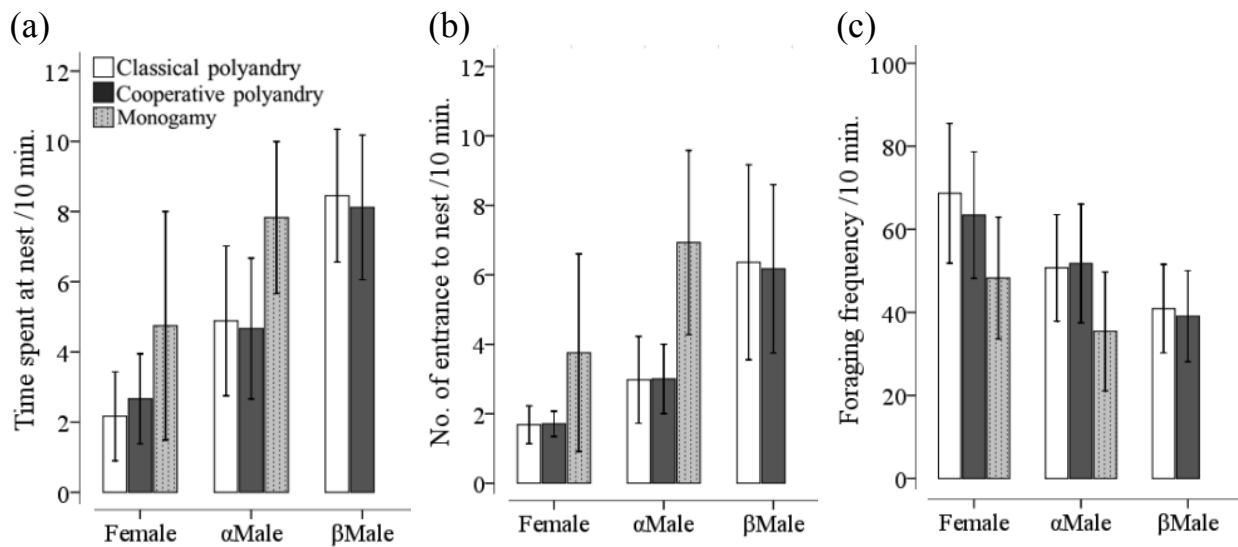 (a)
Time spent at nest /10 min.
12
10
8
6
4
2
0
Classical polyandry
Cooperative polyandry
Monogamy
Female
αMale
βMale
(b)
No. of entrance to nest /10 min.
12
10
8
6
4
2
0
Female
αMale
βMale
(c)
Foraging frequency /10 min.
100
80
60
40
20
0
Female
αMale
βMale